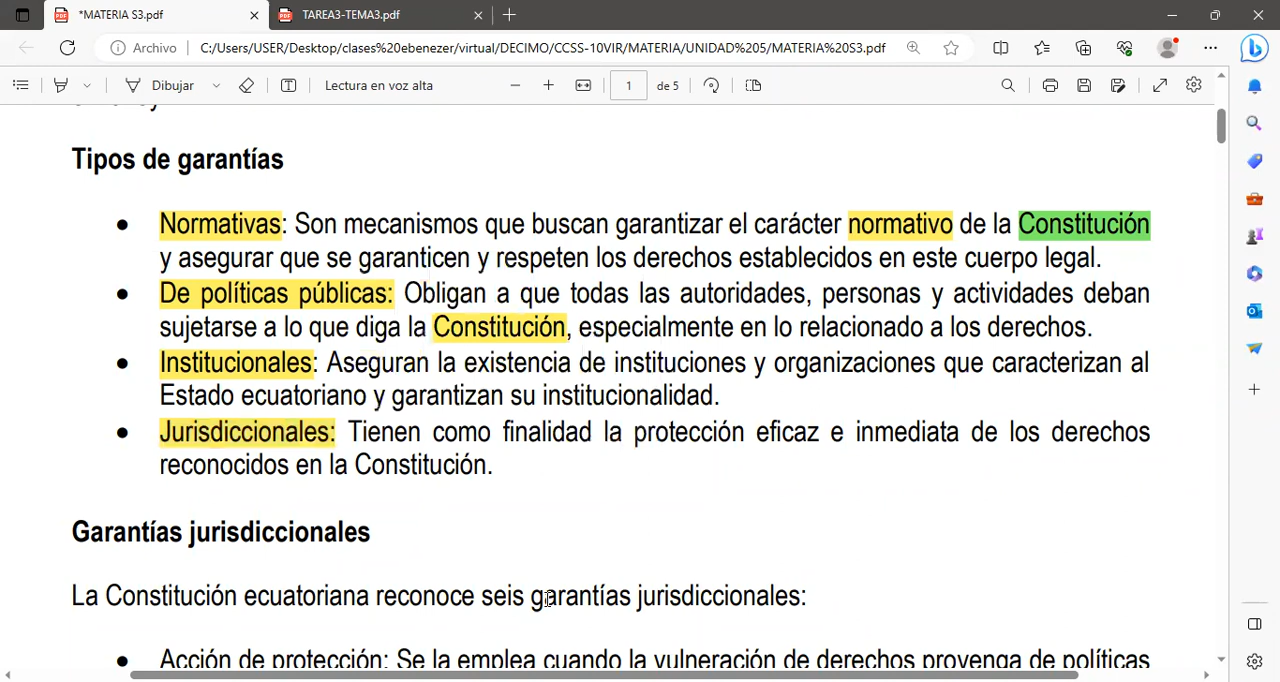 *MATERIA S3.pdf
TAREA3-TEMA3.pdf
Archivo
C:/Users/USER/Desktop/clases%20ebenezer/virtual/DECIMO/CCSS-10VIR/MATERIA/UNIDAD%205/MATERIA%20S3.pdf
Dibujar
Lectura en voz alta
1
de 5
Tipos de garantías
• Normativas: Son mecanismos que buscan garantizar el carácter normativo de la Constitución
y asegurar que se garanticen y respeten los derechos establecidos en este cuerpo legal.
• De políticas públicas: Obligan a que todas las autoridades, personas y actividades deban
sujetarse a lo que diga la Constitución, especialmente en lo relacionado a los derechos.
• Institucionales: Aseguran la existencia de instituciones y organizaciones que caracterizan al
Estado ecuatoriano y garantizan su institucionalidad.
• Jurisdiccionales: Tienen como finalidad la protección eficaz e inmediata de los derechos
reconocidos en la Constitución.
Garantías jurisdiccionales
La Constitución ecuatoriana reconoce seis garantías jurisdiccionales:
• Acción de protección: Se la emplea cuando la vulneración de derechos provenga de políticas